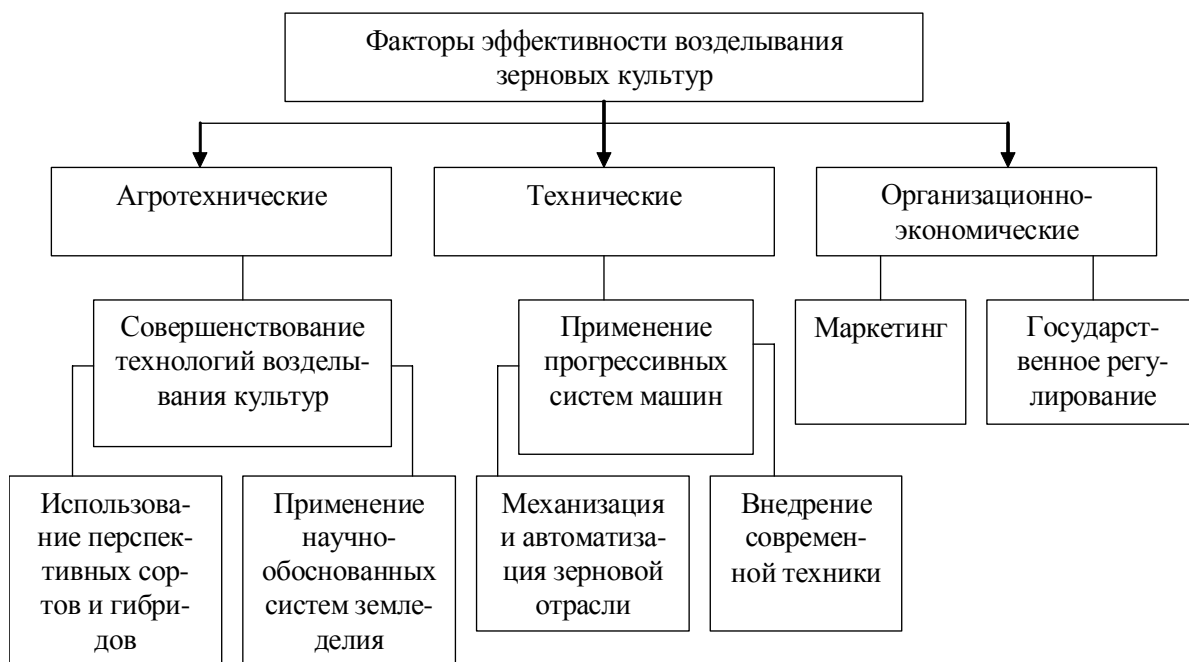 Факторы эффективности возделывания
зерновых культур
Агротехнические
Технические
Организационно-
экономические
Совершенствование
технологий возделы-
вания культур
Применение
прогрессивных
систем машин
Маркетинг
Государст-
венное регу-
лирование
Использова-
ние перспек-
тивных сор-
тов и гибри-
дов
Применение
научно-
обоснованных
систем земле-
делия
Механизация
и автоматиза-
ция зерновой
отрасли
Внедрение
современ-
ной техники